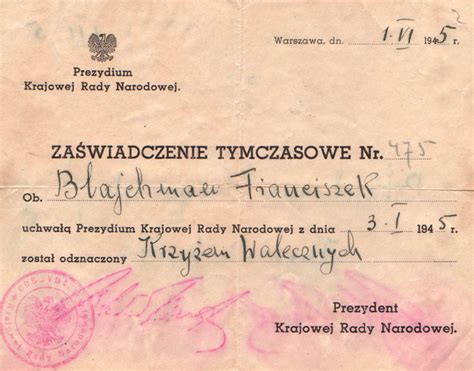 Warszawa, dn. 1.VI 1945 r.
Prezydium
Krajowej Rady Narodowej.
ZAŚWIADCZENIE TYMCZASOWE Nr. 475
Ob. Blajchman Franciszek
uchwałą Prezydium Krajowej Rady Narodowej z dnia 3.I 1945 r.
został odznaczony Krzyżem Walecznych
Prezydent
Krajowej Rady Narodowej.